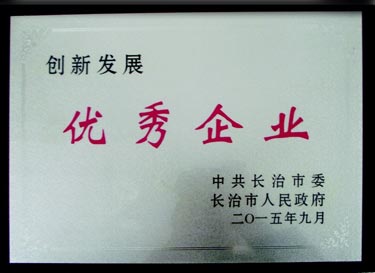 创新发展
优秀企业
中共长治市委
长治市人民政府
二〇一五年九月